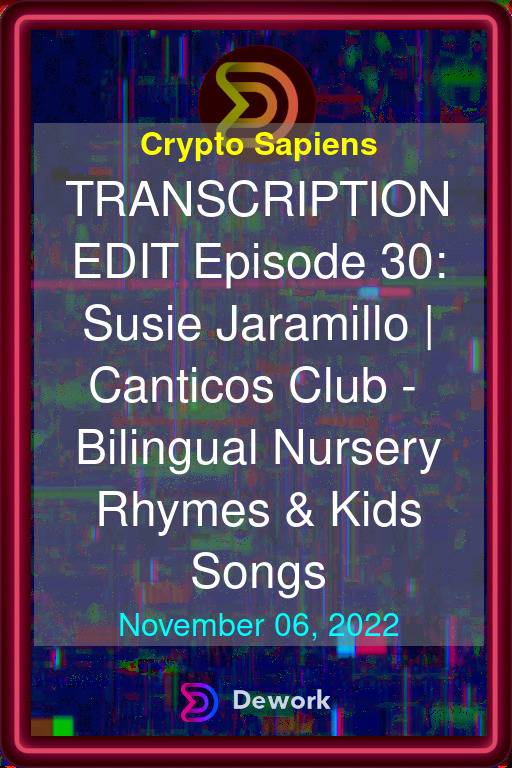 Crypto Sapiens
TRANSCRIPTION
EDIT Episode 30:
Susie Jaramillo |
Canticos Club -
Bilingual Nursery
Rhymes & Kids
Songs
November 06, 2022
Dework